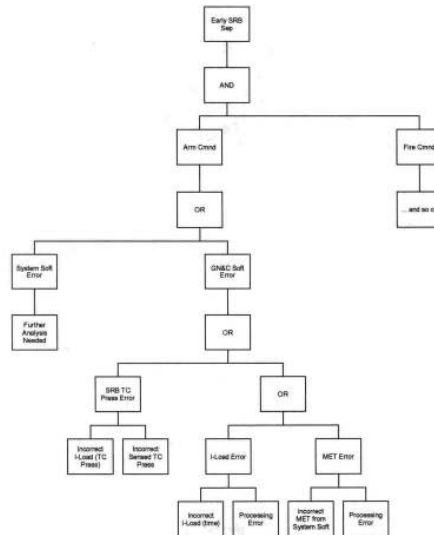 Early SRB
Sep
AND
Arm Cmnd
Fire Cmnd
OR
...and so o
System Soft
Error
GN&C Soft
Error
Further
Analysis
Needed
OR
SRB TC
Press Error
OR
Incorrect
I-Load (TC
Press)
Incorrect
Sensed TC
Press
I-Load Error
MET Error
Incorrect
I-Load (time)
Processing
Error
Incorrect
MET from
System Soft
Processing
Error